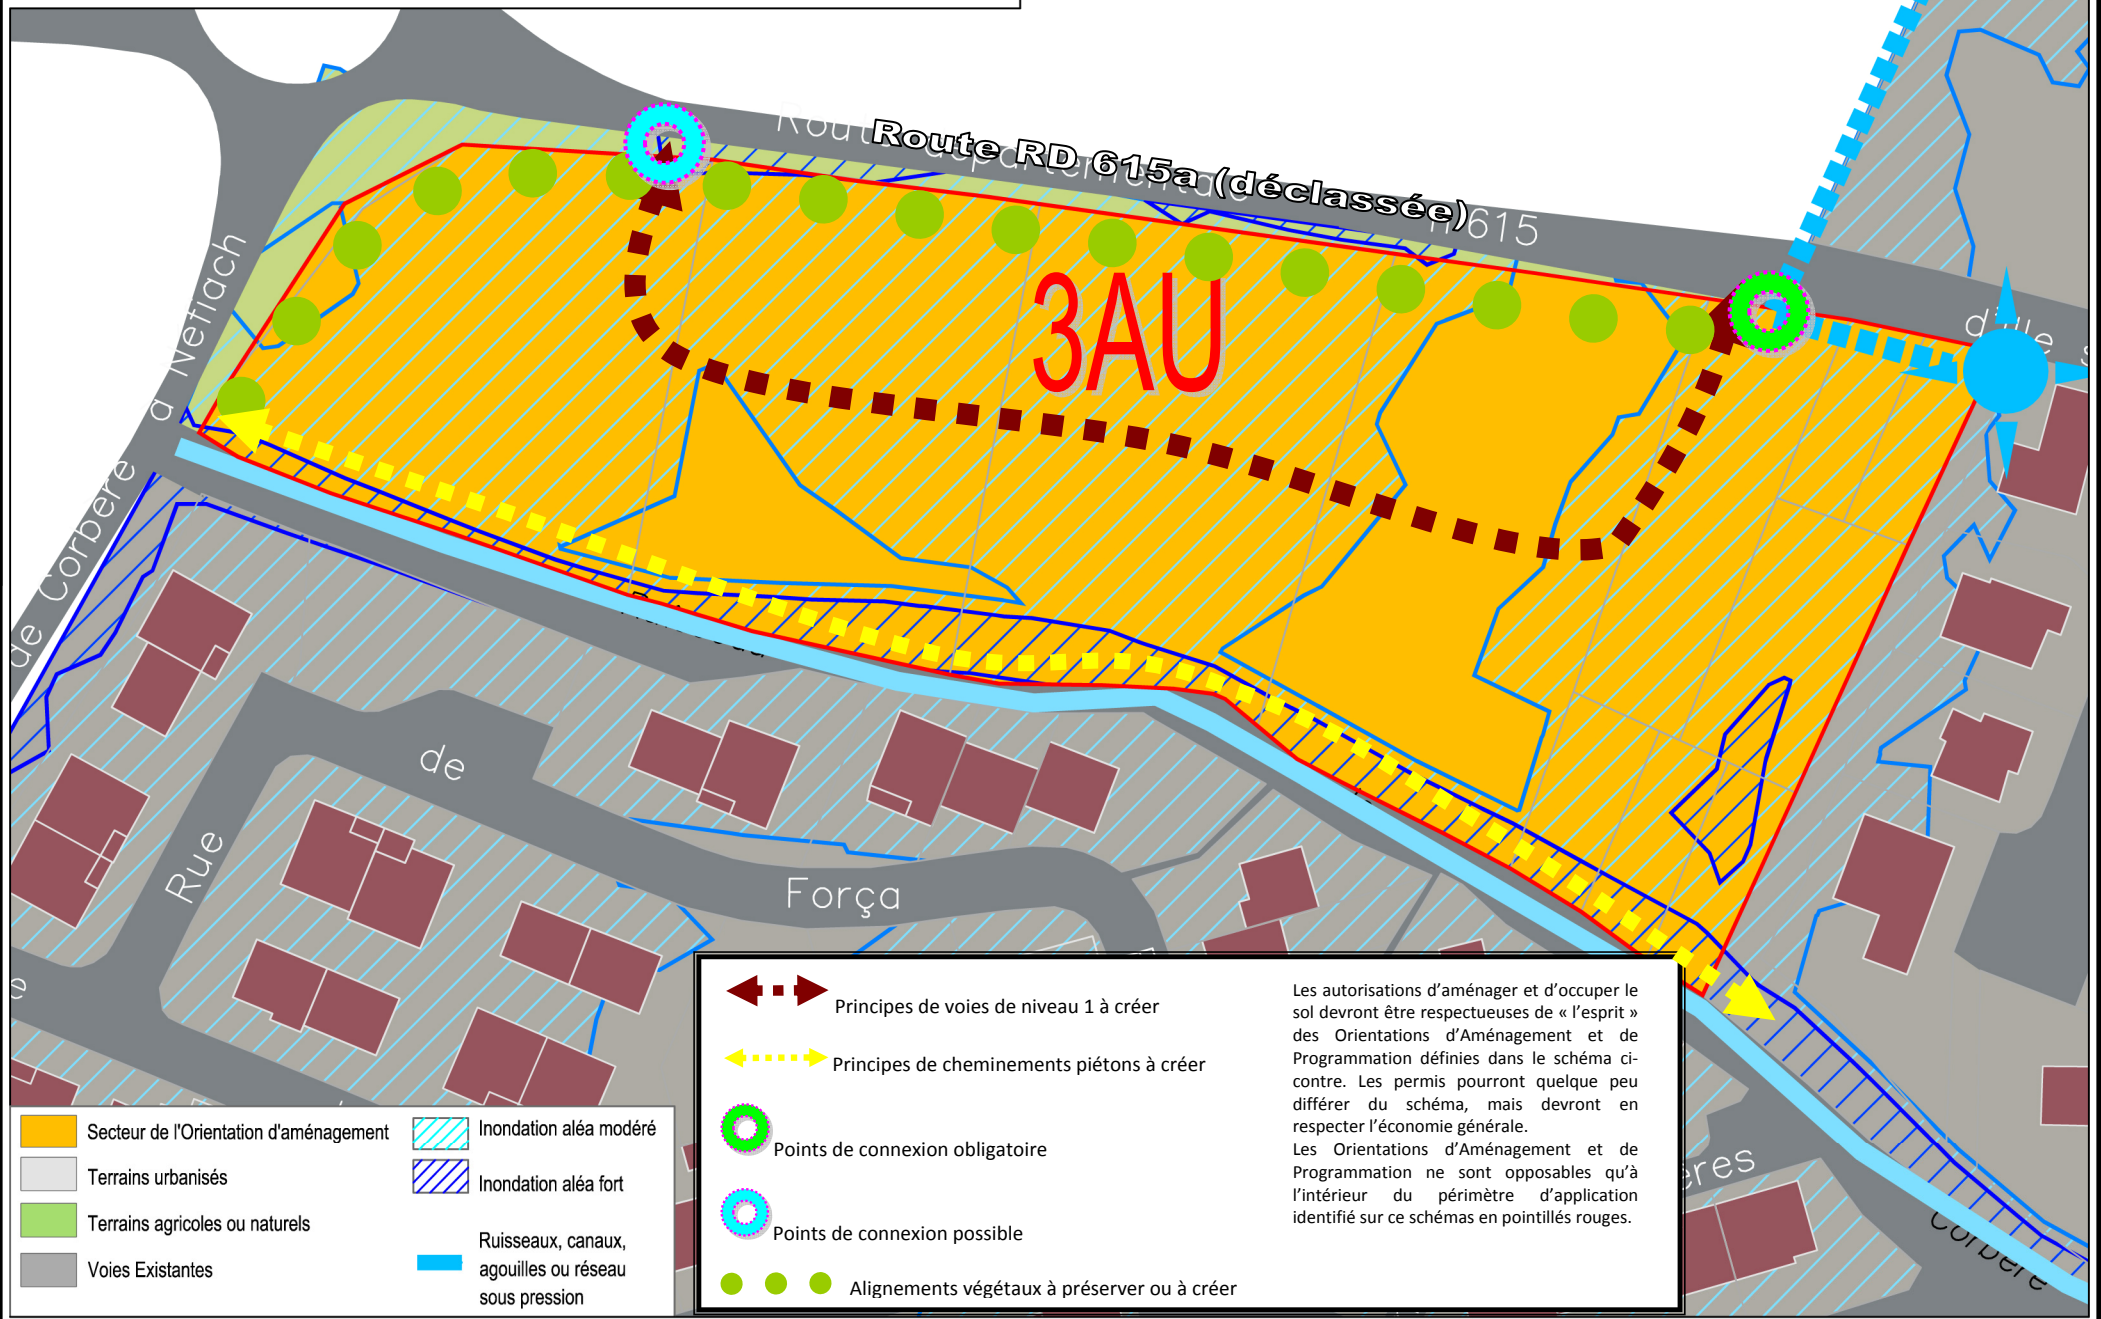 Route RD 615a (déclassée)
Rout
épartementale
n°615
d'Ille
3AU
de Corbère à Néfiach
Rue
de
Força
Corbère
Principes de voies de niveau 1 à créer
Principes de cheminements piétons à créer
Points de connexion obligatoire
Points de connexion possible
Alignements végétaux à préserver ou à créer
Les autorisations d’aménager et d’occuper le
sol devront être respectueuses de « l’esprit »
des Orientations d’Aménagement et de
Programmation définies dans le schéma ci-
contre. Les permis pourront quelque peu
différer du schéma, mais devront en
respecter l’économie générale.
Les Orientations d’Aménagement et de
Programmation ne sont opposables qu’à
l’intérieur du périmètre d’application
identifié sur ce schémas en pointillés rouges.
Secteur de l'Orientation d'aménagement
Terrains urbanisés
Terrains agricoles ou naturels
Voies Existantes
Inondation aléa modéré
Inondation aléa fort
Ruisseaux, canaux,
agouilles ou réseau
sous pression